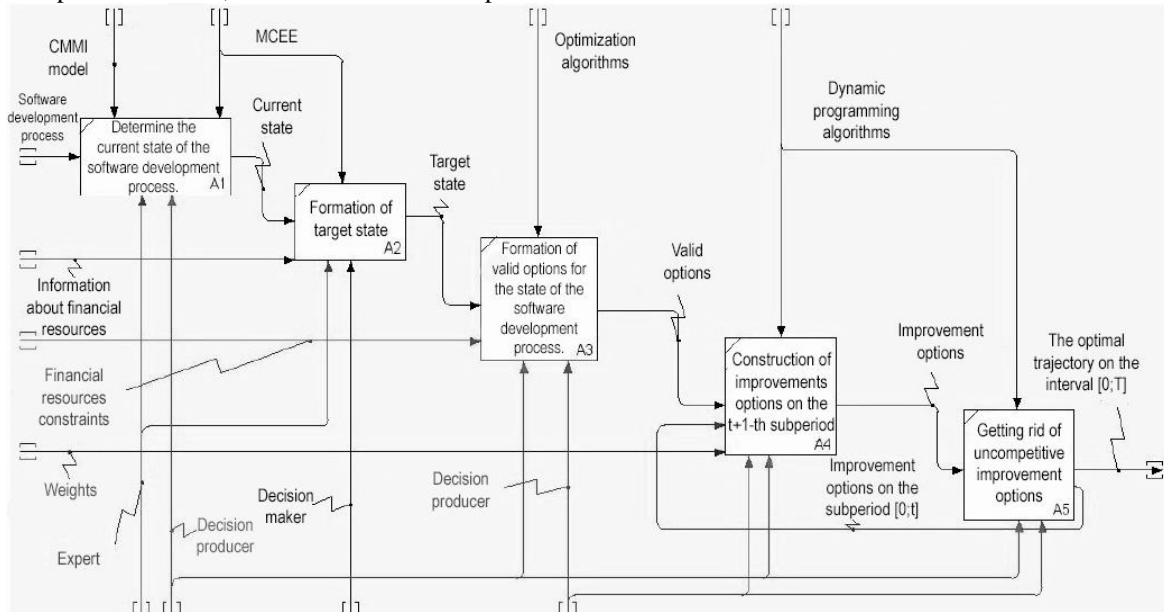 CMMI
model
MCEE
Optimization
algorithms
Dynamic
programming
algorithms
Software
development
process
Determine the
current state of the
software development
process.
A1
Current
state
Target
state
Formation of
target state
A2
Formation of
valid options for
the state of the
software
development
process.
A3
Valid
options
Information
about financial
resources
Financial
resources
constraints
Construction of
improvements
options on the
t+1-th subperiod
A4
Improvement
options
The optimal
trajectory on the
interval [0;T]
Getting rid of
uncompetitive
improvement
options
A5
Improvement
options on the
subperiod [0;t]
Weights
Expert
Decision
producer
Decision
maker
Decision
producer